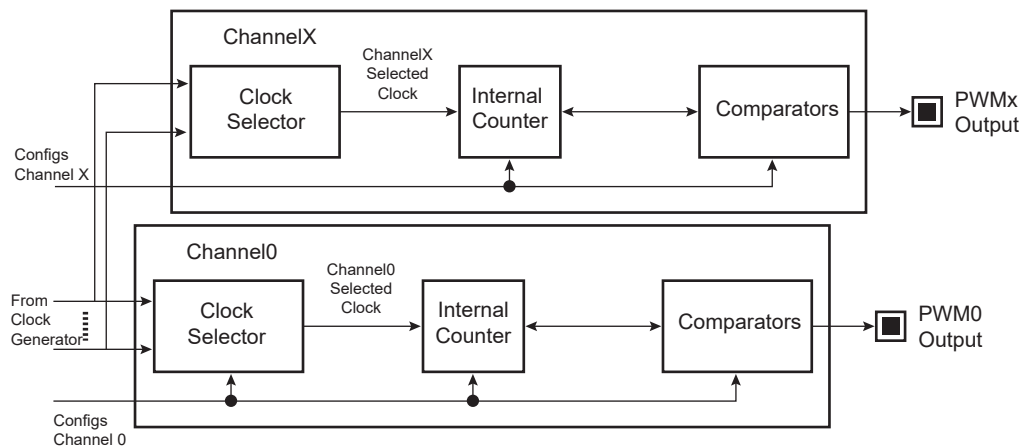 ChannelX
Clock
Selector
ChannelX
Selected
Clock
Internal
Counter
Comparators
PWMx
Output
Configs
Channel X
Channel0
Clock
Selector
Channel0
Selected
Clock
Internal
Counter
Comparators
PWM0
Output
From
Clock
Generator
Configs
Channel 0